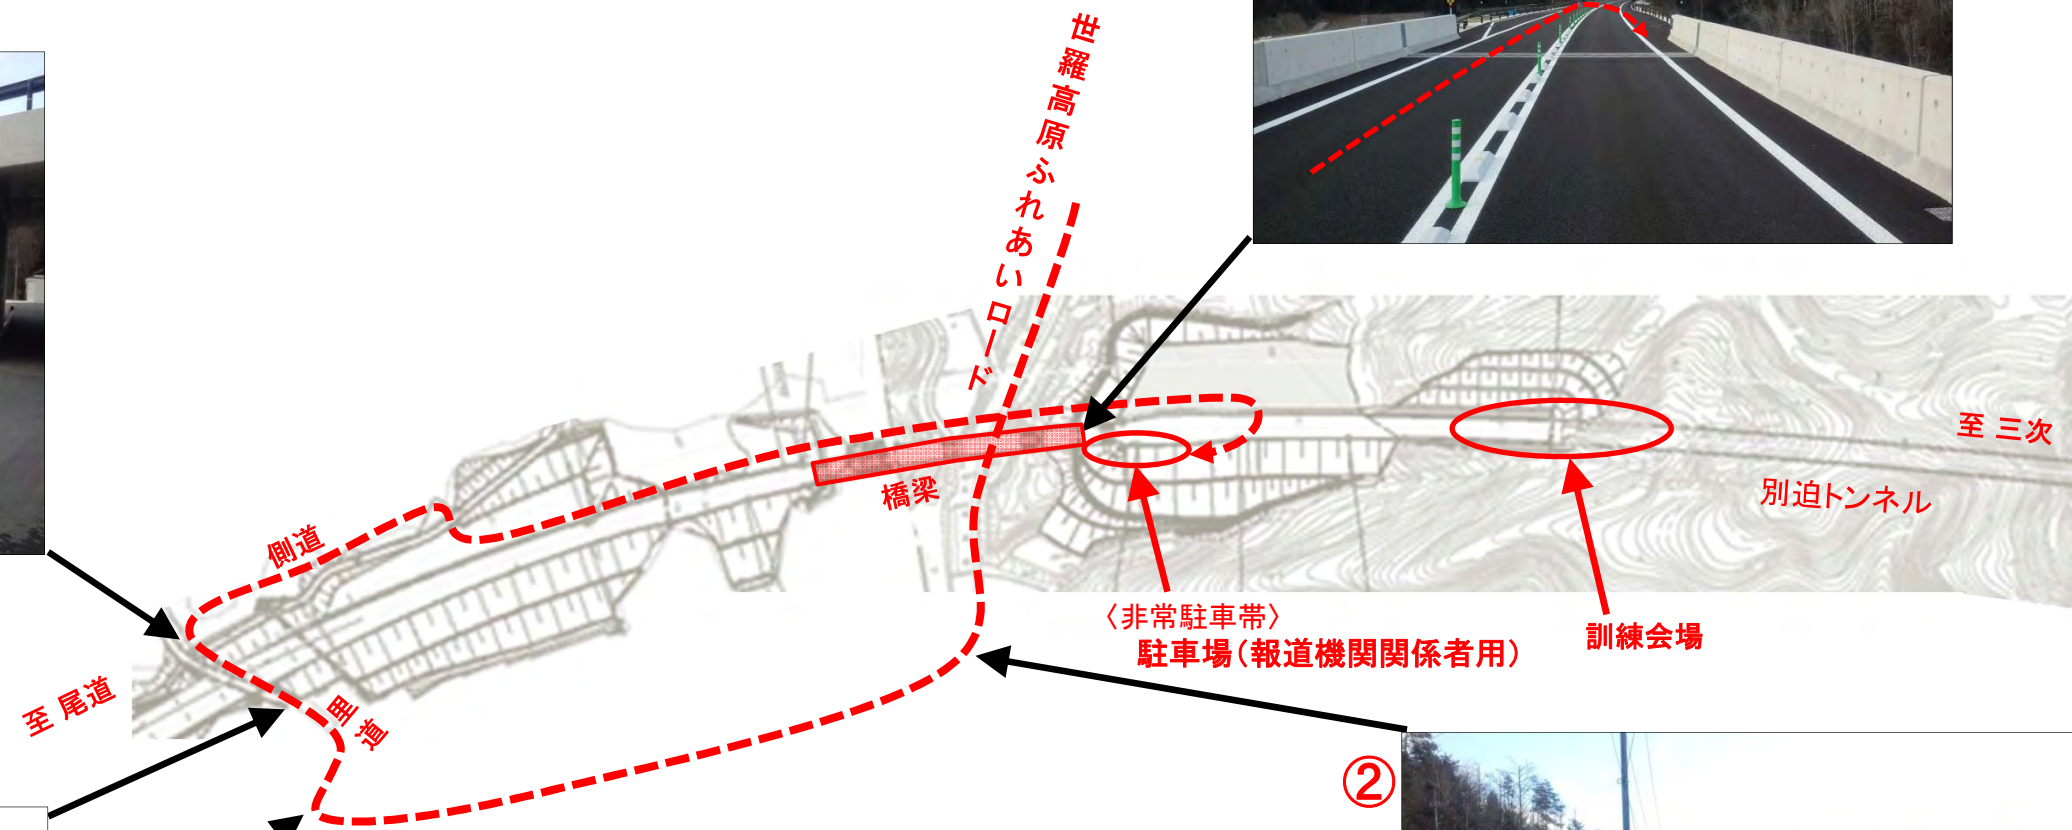 世羅高原ふれあいロード
至 三次
別迫トンネル
橋梁
側道
〈非常駐車帯〉
駐車場(報道機関関係者用)
訓練会場
至 尾道
里道
②